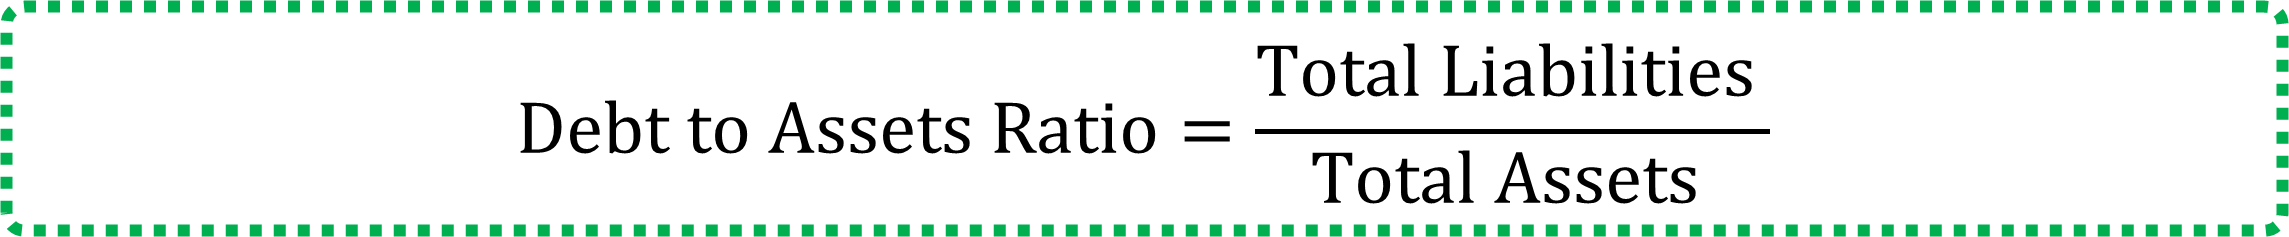 Debt to Assets Ratio = Total Liabilities / Total Assets